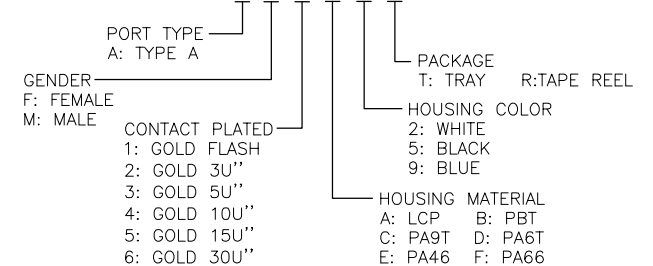 PORT TYPE
A: TYPE A
GENDER
F: FEMALE
M: MALE
CONTACT PLATED
1: GOLD FLASH
2: GOLD 3U''
3: GOLD 5U''
4: GOLD 10U''
5: GOLD 15U''
6: GOLD 30U''
PACKAGE
T: TRAY R:TAPE REEL
HOUSING COLOR
2: WHITE
5: BLACK
9: BLUE
HOUSING MATERIAL
A: LCP B: PBT
C: PA9T D: PA6T
E: PA46 F: PA66